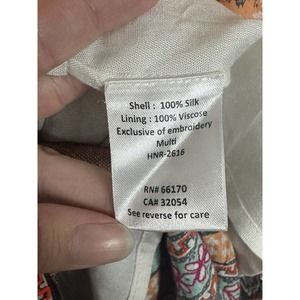 Shell : 100% Silk
Lining : 100% Viscose
Exclusive of embroidery
Multi
HNR-2616
RN# 66170
CA# 32054
See reverse for care